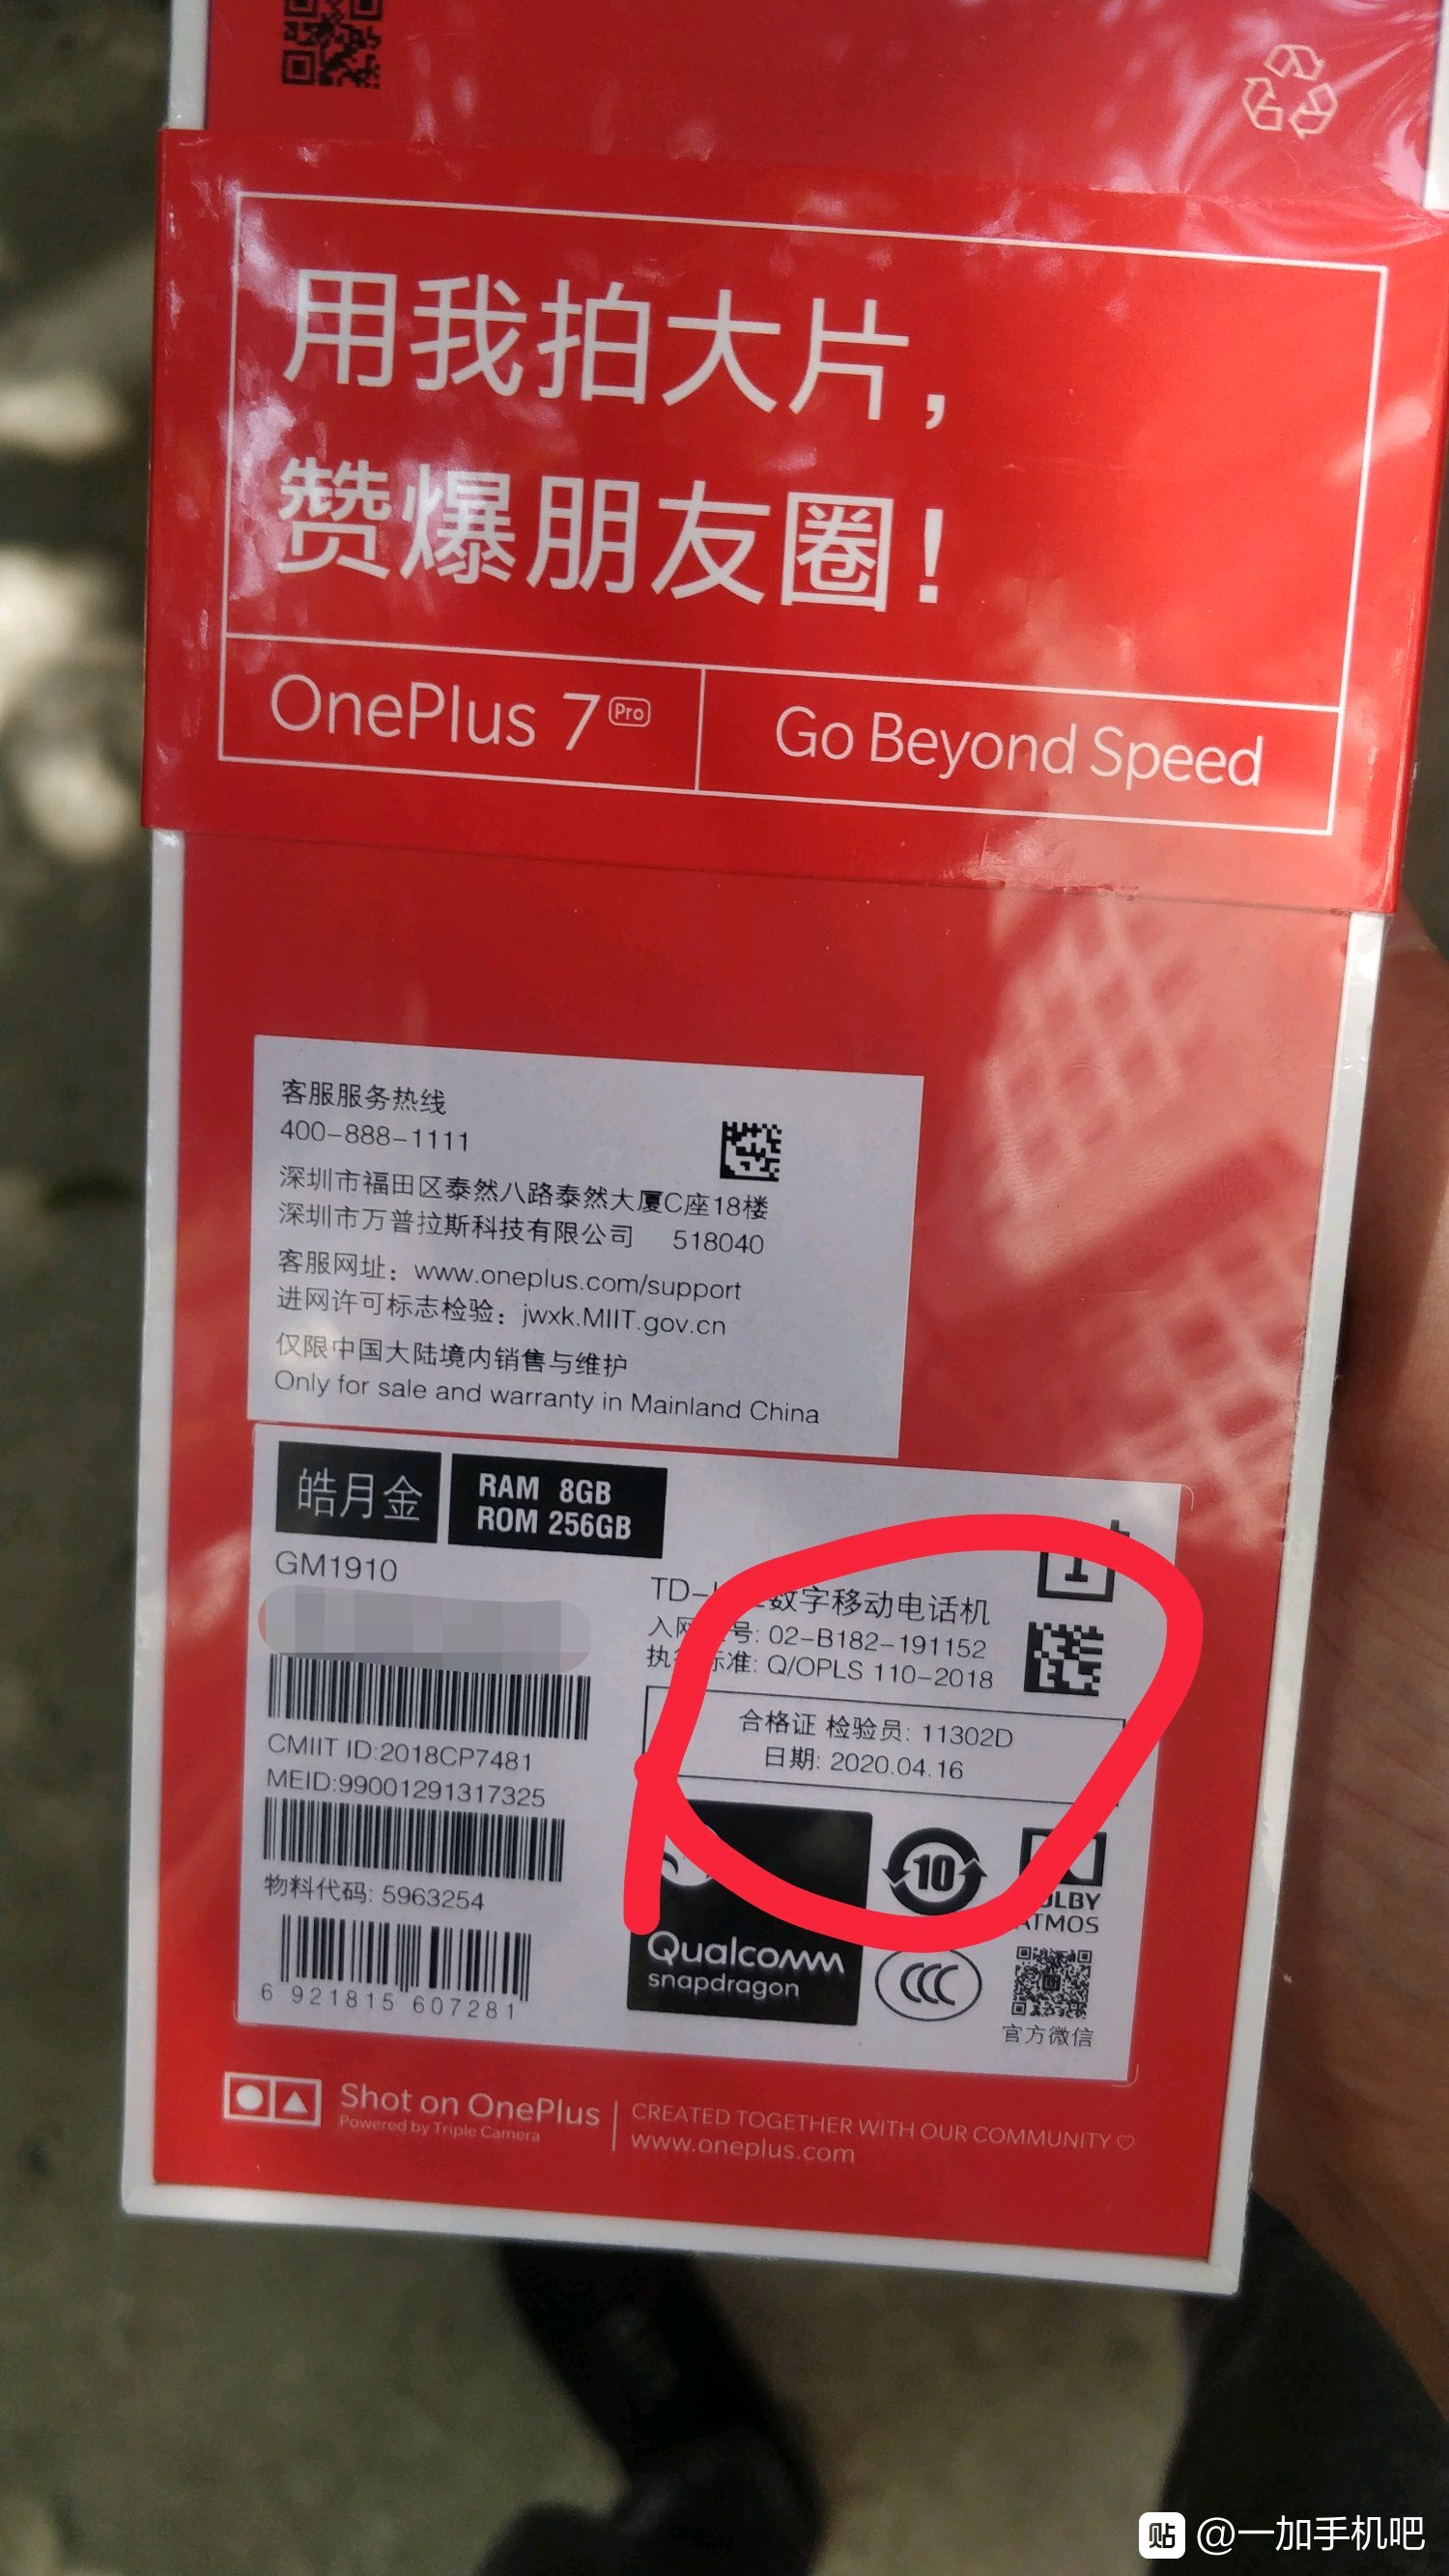 用我拍大片，
赞爆朋友圈！
OnePlus 7 Pro
Go Beyond Speed
客服服务热线
400-888-1111
深圳市福田区泰然八路泰然大厦C座18楼
深圳市万普拉斯科技有限公司 518040
客服网址：www.oneplus.com/support
进网许可标志检验：jwxk.MIIT.gov.cn
仅限中国大陆境内销售与维护
Only for sale and warranty in Mainland China
皓月金
RAM 8GB
ROM 256GB
GM1910
CMIIT ID:2018CP7481
MEID:99001291317325
物料代码: 5963254
6 921815 607281
数字移动电话机
号: 02-B182-191152
标准: Q/OPLS 110-2018
合格证 检验员: 11302D
日期: 2020.04.16
10
DOLBY
ATMOS
Qualcomm
snapdragon
CCC
官方微信
Shot on OnePlus
Powered by Triple Camera
CREATED TOGETHER WITH OUR COMMUNITY
www.oneplus.com
贴 @一加手机吧